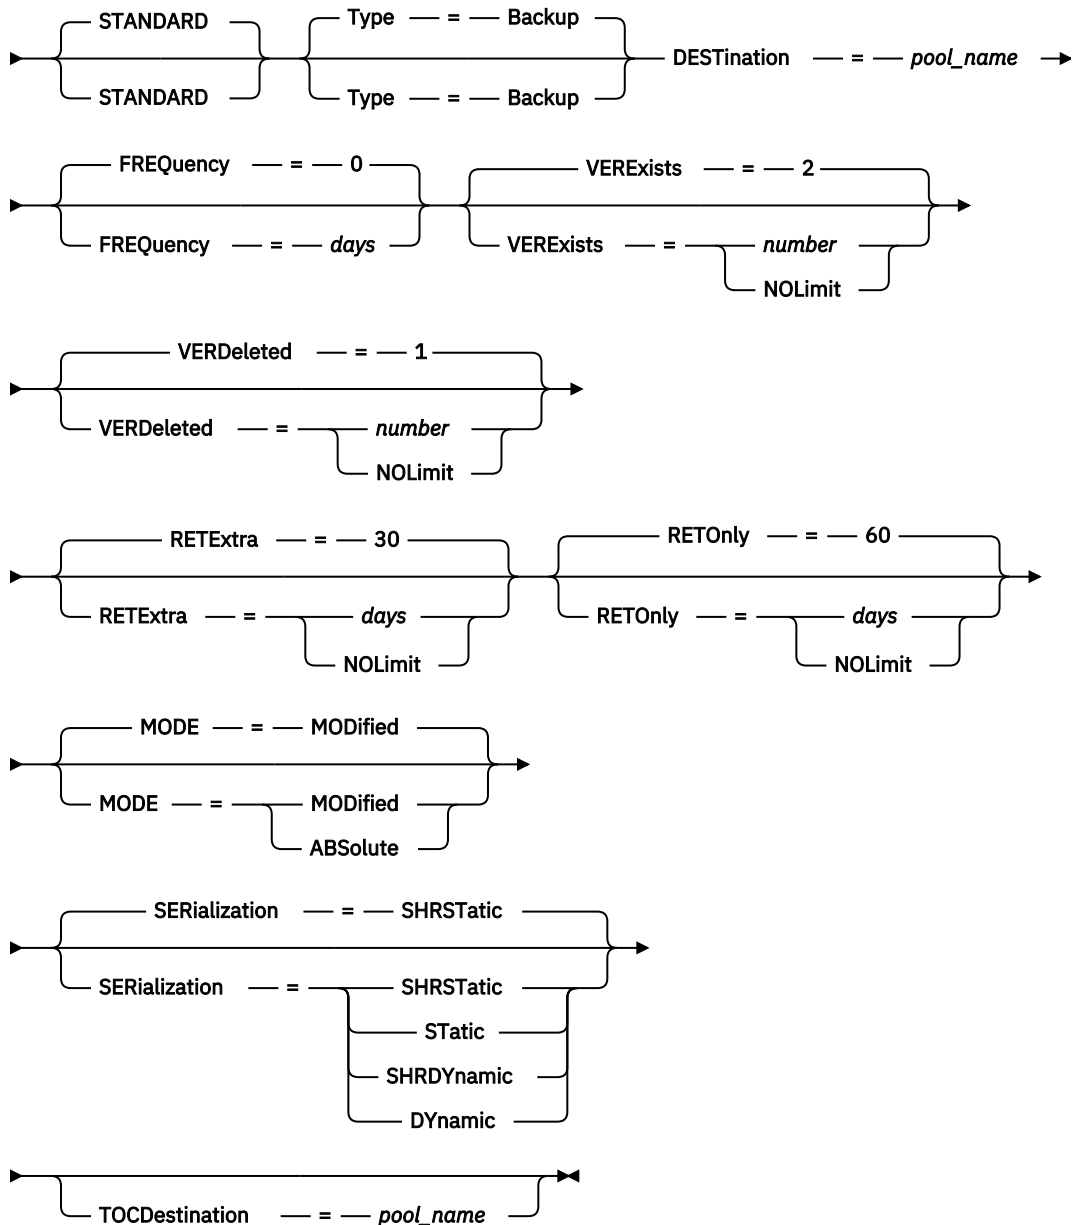 STANDARD Type = Backup
DESTination = pool_name
STANDARD Type = Backup
FREQuency = 0 VERExists = 2
FREQuency = days VERExists = number
NOLimit
VERDeleted = 1
VERDeleted = number
NOLimit
RETExtra = 30 RETOnly = 60
RETExtra = days RETOnly = days
NOLimit NOLimit
MODE = MODified
MODE = MODified
ABSolute
SERialization = SHRSTatic
SERialization = SHRSTatic
STatic
SHRDYnamic
DYnamic
TOCDestination = pool_name